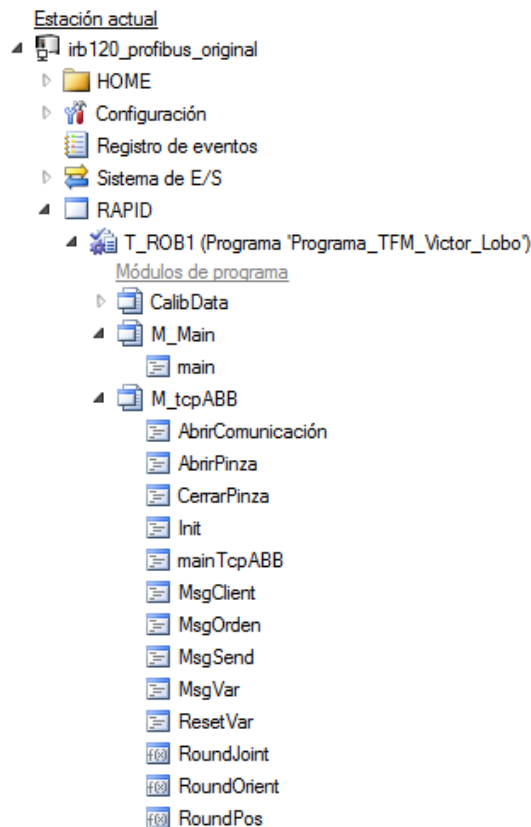 Estación actual
irb120_profibus_original
HOME
Configuración
Registro de eventos
Sistema de E/S
RAPID
T_ROB1 (Programa 'Programa_TFM_Victor_Lobo')
Módulos de programa
CalibData
M_Main
main
M_tcpABB
AbrirComunicación
AbrirPinza
CerrarPinza
Init
mainTcpABB
MsgClient
MsgOrden
MsgSend
MsgVar
ResetVar
RoundJoint
RoundOrient
RoundPos